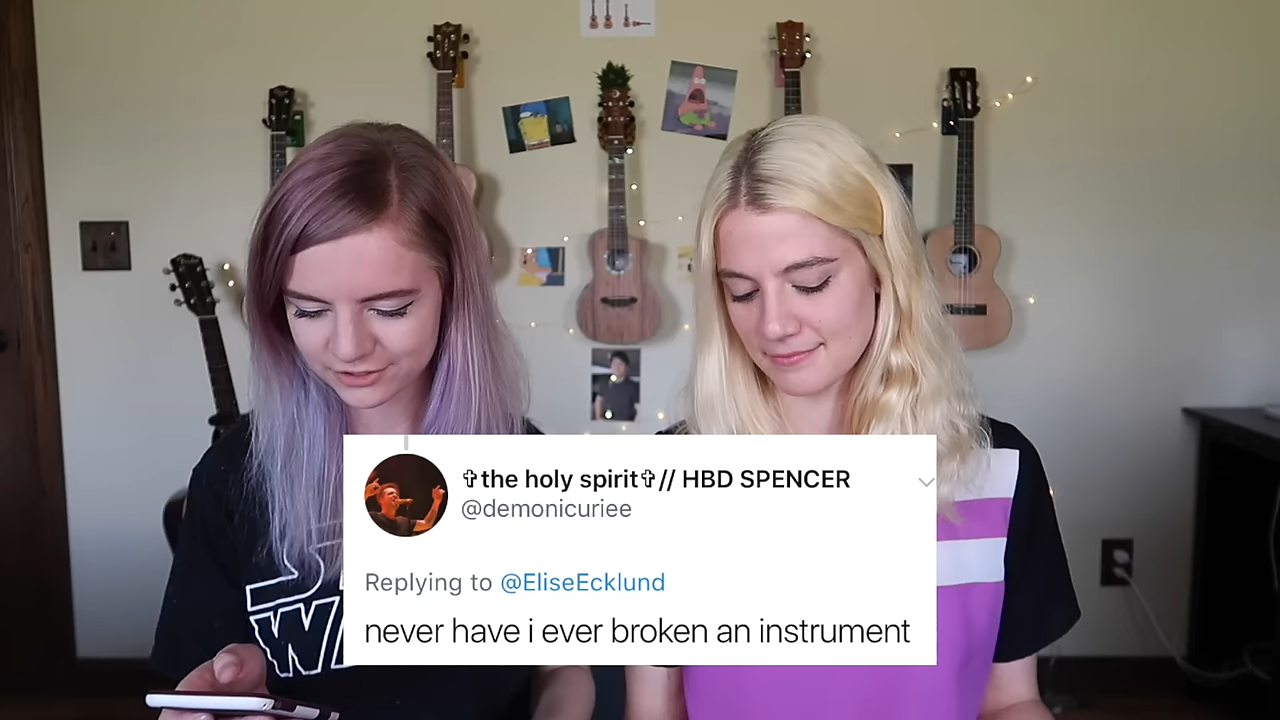 ✞the holy spirit✞// HBD SPENCER
@demonicuriee
Replying to @EliseEcklund
never have i ever broken an instrument